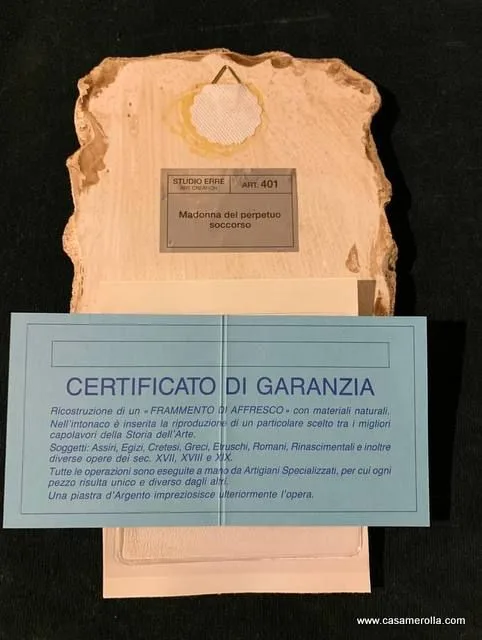 STUDIO ERRE
ART CREATION
ART. 401
Madonna del perpetuo
soccorso
CERTIFICATO DI GARANZIA
Ricostruzione di un « FRAMMENTO DI AFFRESCO » con materiali naturali.
Nell'intonaco è inserita la riproduzione di un particolare scelto tra i migliori
capolavori della Storia dell'Arte.
Soggetti: Assiri, Egizi, Cretesi, Greci, Etruschi, Romani, Rinascimentali e inoltre
diverse opere dei sec. XVII, XVIII e XIX.
Tutte le operazioni sono eseguite a mano da Artigiani Specializzati, per cui ogni
pezzo risulta unico e diverso dagli altri.
Una piastra d'Argento impreziosisce ulteriormente l'opera.
www.casamerolla.com